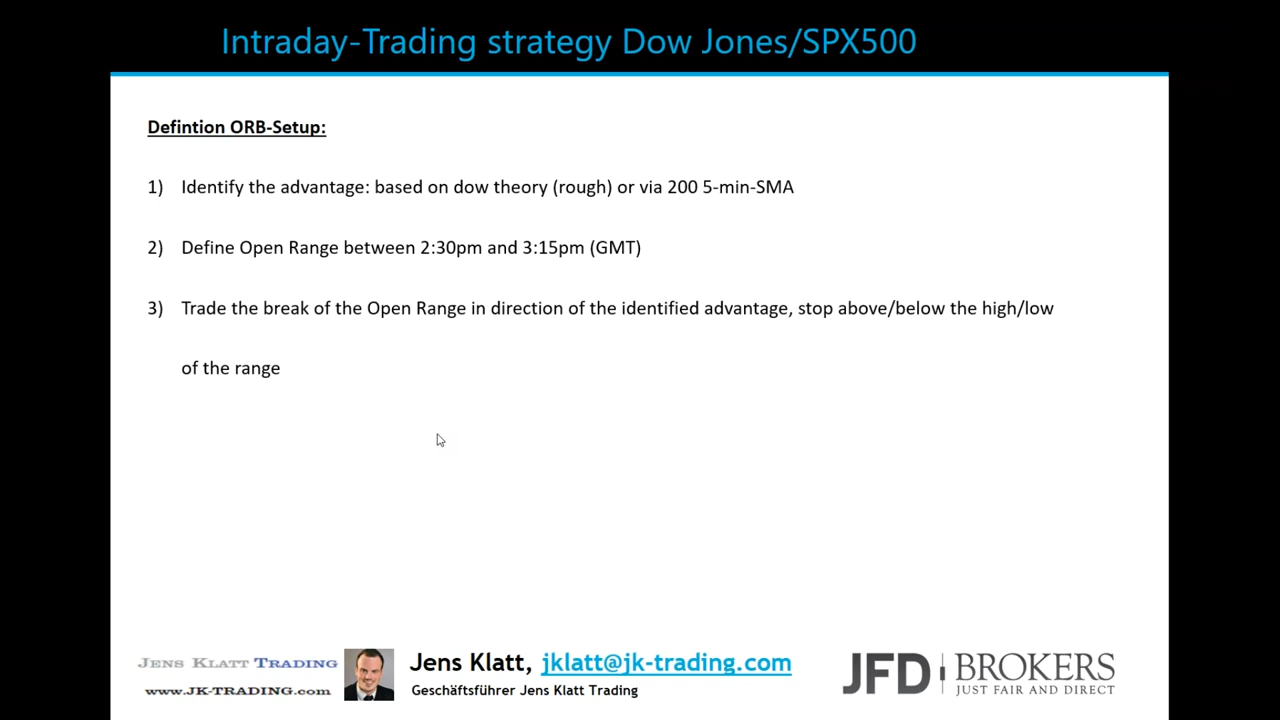 Intraday-Trading strategy Dow Jones/SPX500
Defintion ORB-Setup:
1) Identify the advantage: based on dow theory (rough) or via 200 5-min-SMA
2) Define Open Range between 2:30pm and 3:15pm (GMT)
3) Trade the break of the Open Range in direction of the identified advantage, stop above/below the high/low
of the range
JENS KLATT TRADING
www.JK-TRADING.com
Jens Klatt, jklatt@jk-trading.com
Geschäftsführer Jens Klatt Trading
JFD BROKERS
JUST FAIR AND DIRECT